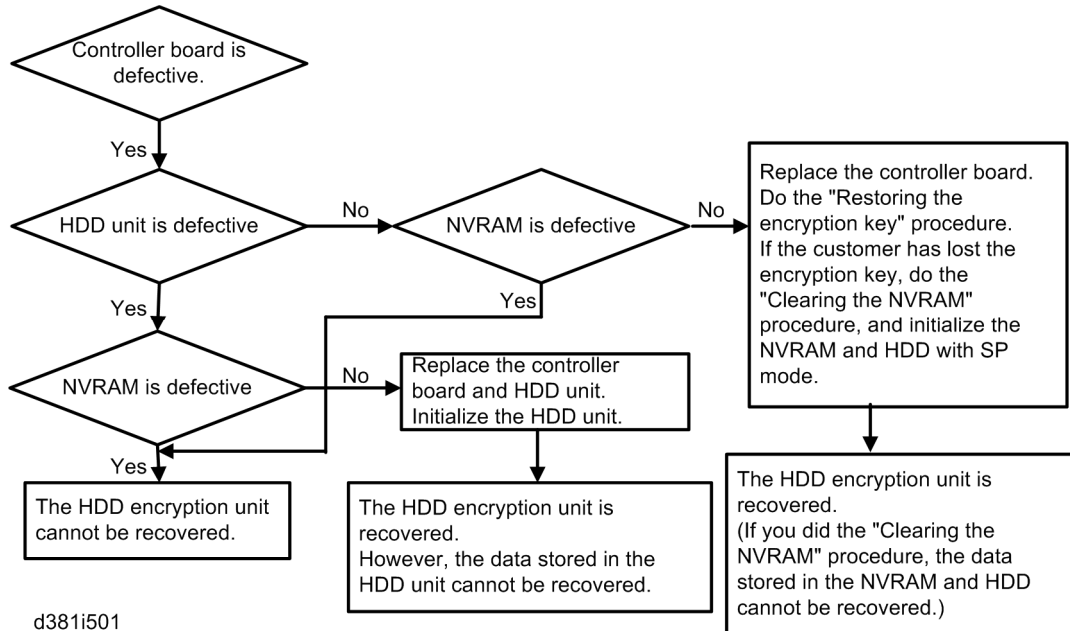 Controller board is
defective.
Yes
HDD unit is defective
No
NVRAM is defective
No
Replace the controller board.
Do the "Restoring the
encryption key" procedure.
If the customer has lost the
encryption key, do the
"Clearing the NVRAM"
procedure, and initialize the
NVRAM and HDD with SP
mode.
Yes
Yes
NVRAM is defective
No
Replace the controller
board and HDD unit.
Initialize the HDD unit.
Yes
The HDD encryption unit
cannot be recovered.
The HDD encryption unit is
recovered.
However, the data stored in the
HDD unit cannot be recovered.
The HDD encryption unit is
recovered.
(If you did the "Clearing the
NVRAM" procedure, the data
stored in the NVRAM and HDD
cannot be recovered.)
d381i501